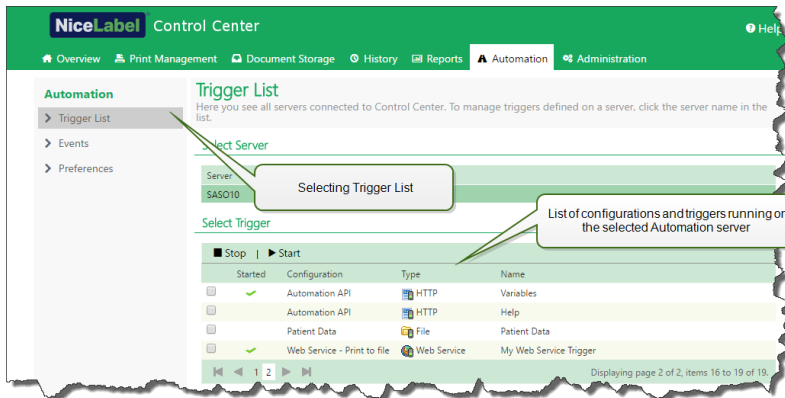 NiceLabel Control Center
Help
Overview Print Management Document Storage History Reports Automation Administration
Automation
Trigger List
Events
Preferences
Trigger List
Here you see all servers connected to Control Center. To manage triggers defined on a server, click the server name in the
list.
Select Server
Server
SASO10
Selecting Trigger List
List of configurations and triggers running on
the selected Automation server
Select Trigger
Stop | Start
Started Configuration Type Name
Automation API HTTP Variables
Automation API HTTP Help
Patient Data File Patient Data
Web Service - Print to file Web Service My Web Service Trigger
1 2
Displaying page 2 of 2, items 16 to 19 of 19.